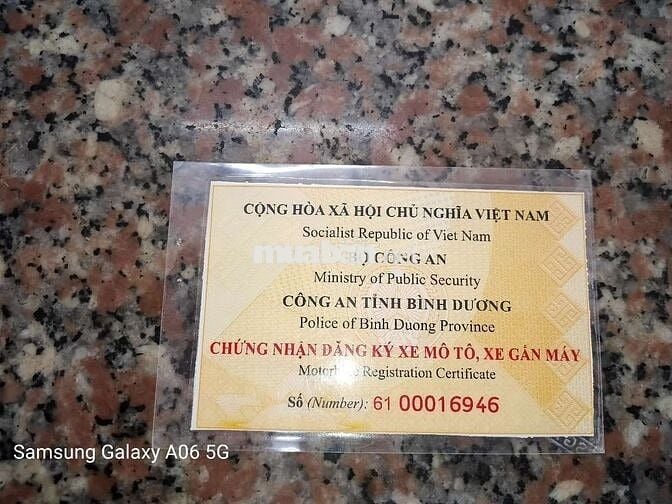 CỘNG HÒA XÃ HỘI CHỦ NGHĨA VIỆT NAM
Socialist Republic of Viet Nam
BỘ CÔNG AN
Ministry of Public Security
CÔNG AN TỈNH BÌNH DƯƠNG
Police of Binh Duong Province
CHỨNG NHẬN ĐĂNG KÝ XE MÔ TÔ, XE GẮN MÁY
Registration Certificate
Số (Number): 61 00016946
Samsung Galaxy A06 5G